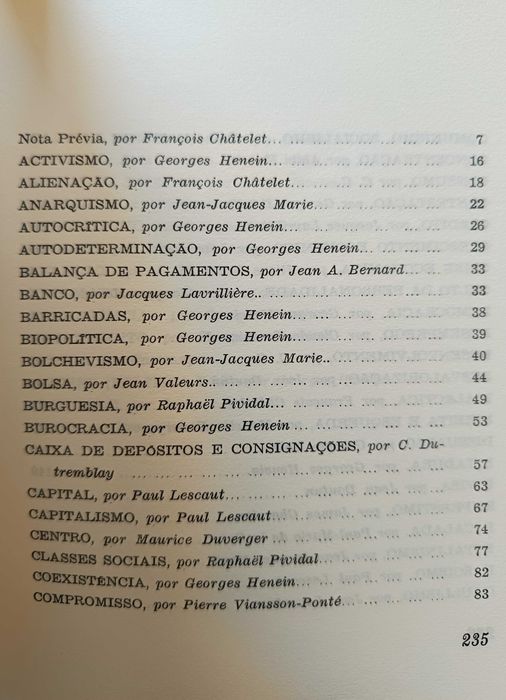 Nota Prévia, por François Châtelet... ... ... ... ... 7
ACTIVISMO, por Georges Henein... ... ... ... ... 16
ALIENAÇÃO, por François Châtelet... ... ... ... 18
ANARQUISMO, por Jean-Jacques Marie... ... ... ... 22
AUTOCRÍTICA, por Georges Henein... ... ... ... 26
AUTODETERMINAÇÃO, por Georges Henein... ... ... 29
BALANÇA DE PAGAMENTOS, por Jean A. Bernard 33
BANCO, por Jacques Lavrillière.. ... ... ... ... ... 33
BARRICADAS, por Georges Henein... ... ... ... ... 38
BIOPOLÍTICA, por Georges Henein... ... ... ... ... 39
BOLCHEVISMO, por Jean-Jacques Marie.. ... ... ... 40
BOLSA, por Jean Valeurs... ... ... ... ... ... ... 44
BURGUESIA, por Raphaël Pividal... ... ... ... ... 49
BUROCRACIA, por Georges Henein ... ... ... ... ... 53
CAIXA DE DEPÓSITOS E CONSIGNAÇÕES, por C. Du-
tremblay ... ... ... ... ... ... ... ... ... 57
CAPITAL, por Paul Lescaut... ... ... ... ... ... ... 63
CAPITALISMO, por Paul Lescaut... ... ... ... ... 67
CENTRO, por Maurice Duverger ... ... ... ... ... 74
CLASSES SOCIAIS, por Raphaël Pividal... ... ... ... 77
COEXISTÊNCIA, por Georges Henein... ... ... ... ... 82
COMPROMISSO, por Pierre Viansson-Ponté... ... ... ... 83
235